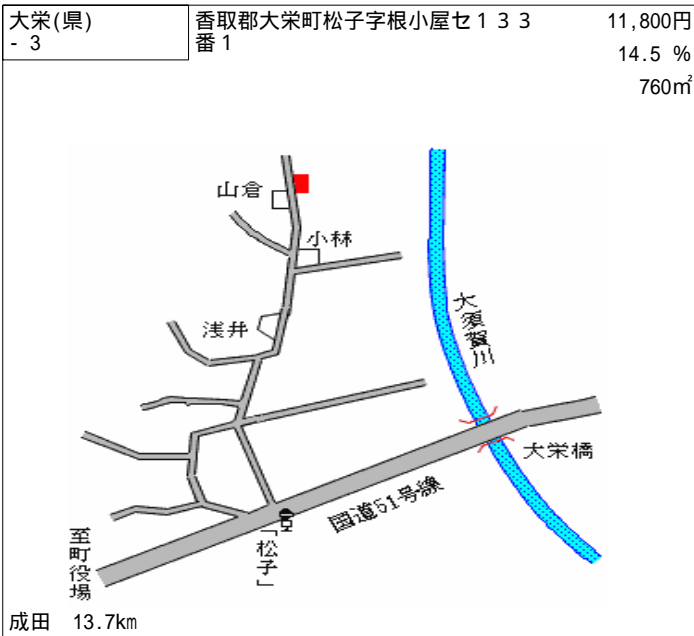 大栄(県)
- 3
香取郡大栄町松子字根小屋セ133
番1
11,800円
14.5 %
760㎡
山倉
小林
浅井
大須賀川
大栄橋
国道51号線
「松子」
至町役場
成田 13.7km